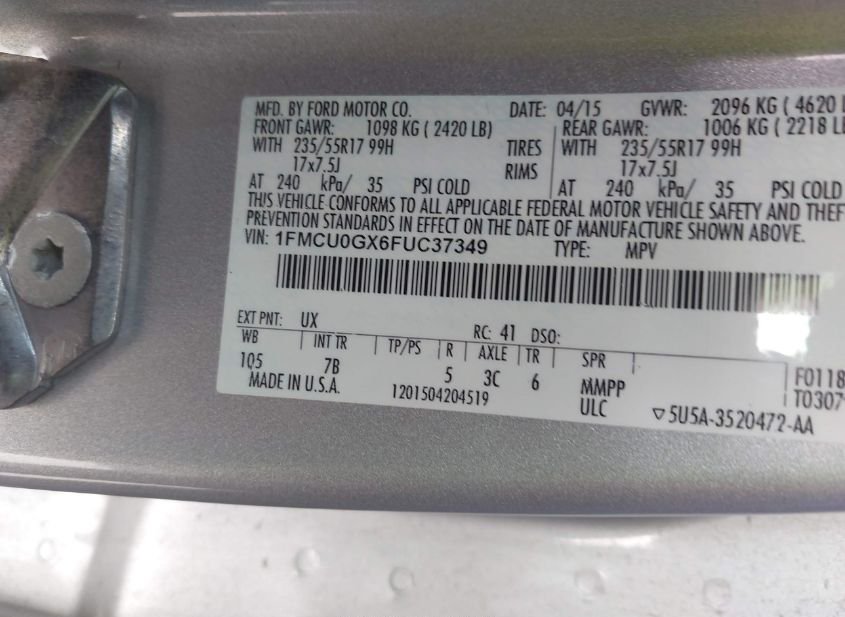 MFD. BY FORD MOTOR CO. DATE: 04/15 GVWR: 2096 KG ( 4620 L
FRONT GAWR: 1098 KG ( 2420 LB) REAR GAWR: 1006 KG ( 2218 LB
WITH 235/55R17 99H TIRES WITH 235/55R17 99H
17x7.5J RIMS 17x7.5J
AT 240 kPa/ 35 PSI COLD AT 240 kPa/ 35 PSI COLD
THIS VEHICLE CONFORMS TO ALL APPLICABLE FEDERAL MOTOR VEHICLE SAFETY AND THEFT
PREVENTION STANDARDS IN EFFECT ON THE DATE OF MANUFACTURE SHOWN ABOVE.
VIN: 1FMCU0GX6FUC37349 TYPE: MPV
EXT PNT: UX RC: 41 DSO:
WB INT TR TP/PS R AXLE TR SPR
105 7B 5 3C 6 MMPP F0118
MADE IN U.S.A. 1201504204519 ULC ▽5U5A-3520472-AA T0307